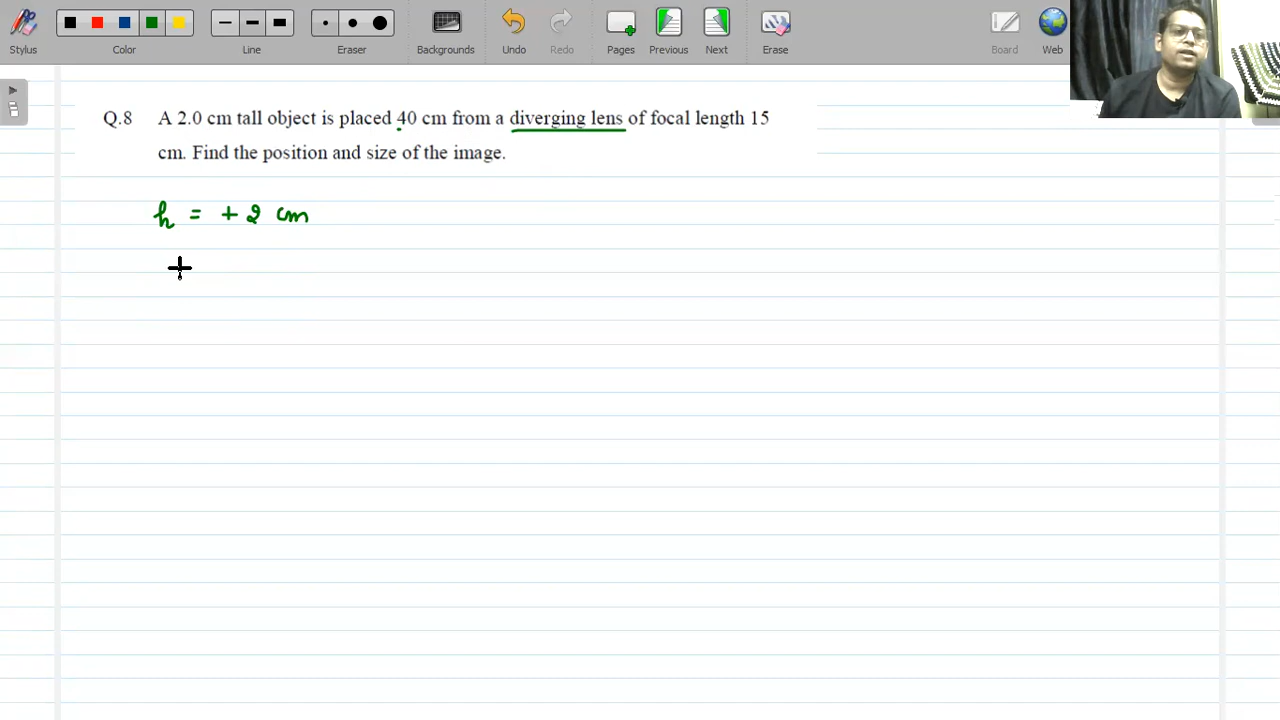 Stylus Color Line Eraser Backgrounds Undo Redo Pages Previous Next Erase Board Web
Q.8 A 2.0 cm tall object is placed 40 cm from a diverging lens of focal length 15
cm. Find the position and size of the image.
h = + 2 cm